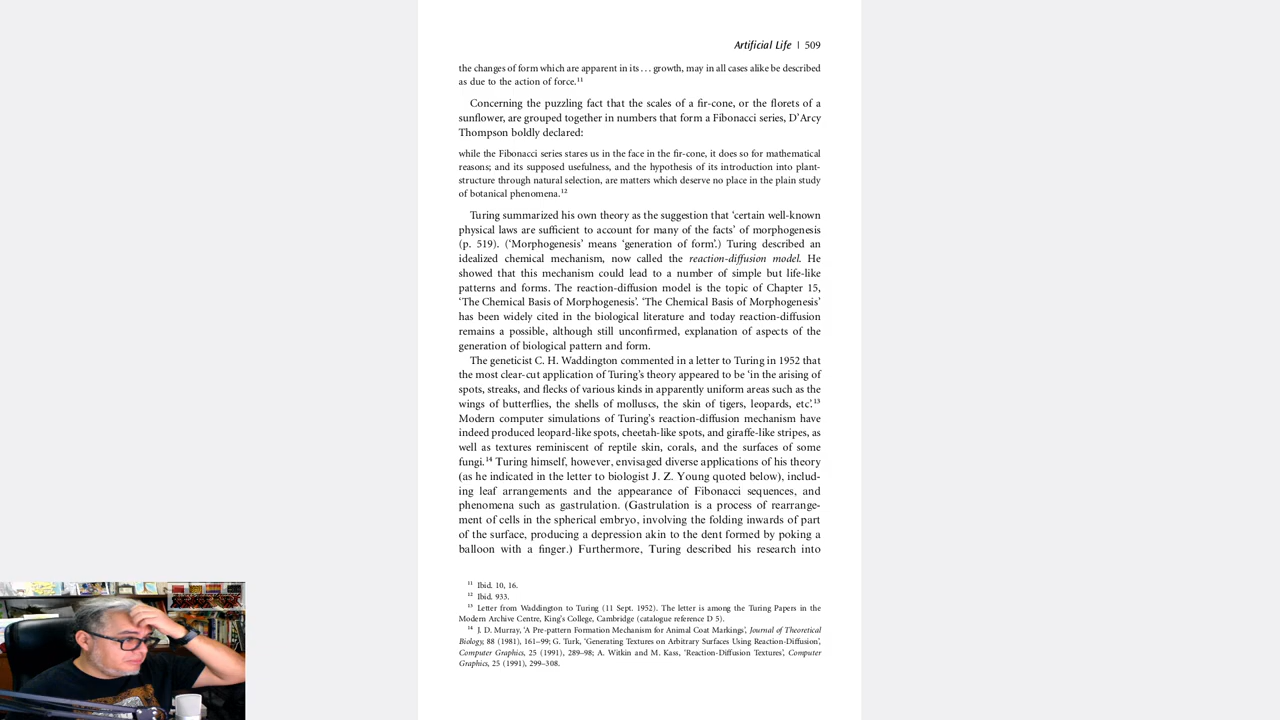 Artificial Life | 509
the changes of form which are apparent in its . . . growth, may in all cases alike be described
as due to the action of force.¹¹
Concerning the puzzling fact that the scales of a fir-cone, or the florets of a
sunflower, are grouped together in numbers that form a Fibonacci series, D’Arcy
Thompson boldly declared:
while the Fibonacci series stares us in the face in the fir-cone, it does so for mathematical
reasons; and its supposed usefulness, and the hypothesis of its introduction into plant-
structure through natural selection, are matters which deserve no place in the plain study
of botanical phenomena.¹²
Turing summarized his own theory as the suggestion that ‘certain well-known
physical laws are sufficient to account for many of the facts’ of morphogenesis
(p. 519). (‘Morphogenesis’ means ‘generation of form’.) Turing described an
idealized chemical mechanism, now called the reaction-diffusion model. He
showed that this mechanism could lead to a number of simple but life-like
patterns and forms. The reaction-diffusion model is the topic of Chapter 15,
‘The Chemical Basis of Morphogenesis’. ‘The Chemical Basis of Morphogenesis’
has been widely cited in the biological literature and today reaction-diffusion
remains a possible, although still unconfirmed, explanation of aspects of the
generation of biological pattern and form.
The geneticist C. H. Waddington commented in a letter to Turing in 1952 that
the most clear-cut application of Turing’s theory appeared to be ‘in the arising of
spots, streaks, and flecks of various kinds in apparently uniform areas such as the
wings of butterflies, the shells of molluscs, the skin of tigers, leopards, etc’.¹³
Modern computer simulations of Turing’s reaction-diffusion mechanism have
indeed produced leopard-like spots, cheetah-like spots, and giraffe-like stripes, as
well as textures reminiscent of reptile skin, corals, and the surfaces of some
fungi.¹⁴ Turing himself, however, envisaged diverse applications of his theory
(as he indicated in the letter to biologist J. Z. Young quoted below), includ-
ing leaf arrangements and the appearance of Fibonacci sequences, and
phenomena such as gastrulation. (Gastrulation is a process of rearrange-
ment of cells in the spherical embryo, involving the folding inwards of part
of the surface, producing a depression akin to the dent formed by poking a
balloon with a finger.) Furthermore, Turing described his research into
¹¹ Ibid. 10, 16.
¹² Ibid. 933.
¹³ Letter from Waddington to Turing (11 Sept. 1952). The letter is among the Turing Papers in the
Modern Archive Centre, King’s College, Cambridge (catalogue reference D 5).
¹⁴ J. D. Murray, ‘A Pre-pattern Formation Mechanism for Animal Coat Markings’, Journal of Theoretical
Biology, 88 (1981), 161–99; G. Turk, ‘Generating Textures on Arbitrary Surfaces Using Reaction-Diffusion’,
Computer Graphics, 25 (1991), 289–98; A. Witkin and M. Kass, ‘Reaction-Diffusion Textures’, Computer
Graphics, 25 (1991), 299–308.